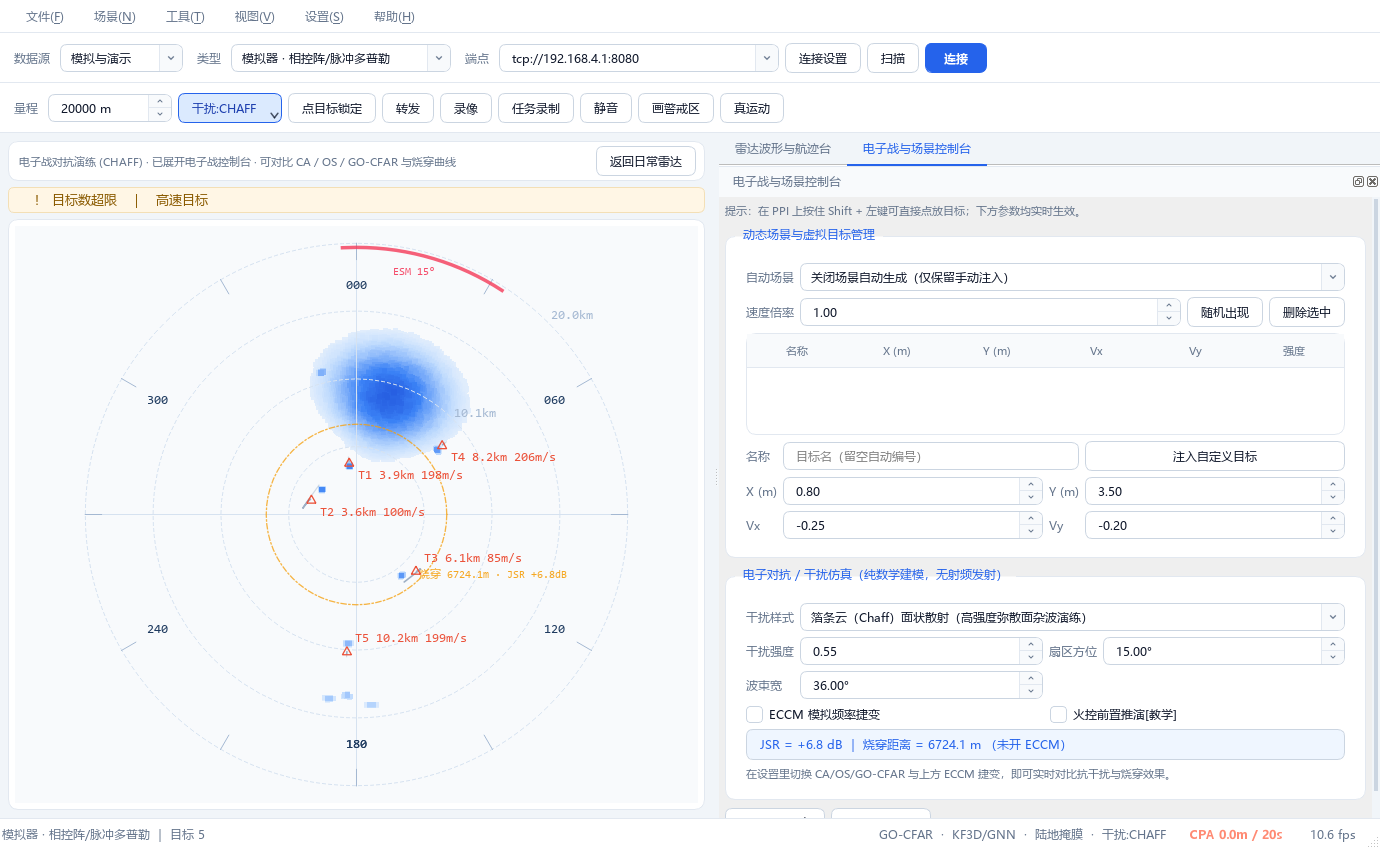 文件(F) 场景(N) 工具(T) 视图(V) 设置(S) 帮助(H)
数据源 模拟与演示 类型 模拟器 · 相控阵/脉冲多普勒 端点 tcp://192.168.4.1:8080 连接设置 扫描 连接
量程 20000 m 干扰:CHAFF 点目标锁定 转发 录像 任务录制 静音 画警戒区 真运动
电子战对抗演练 (CHAFF) · 已展开电子战控制台 · 可对比 CA / OS / GO-CFAR 与烧穿曲线 返回日常雷达
! 目标数超限 | 高速目标
ESM 15°
000
20.0km
300
060
10.1km
T4 8.2km 206m/s
T1 3.9km 198m/s
T2 3.6km 100m/s
T3 6.1km 85m/s
烧穿 6724.1m · JSR +6.8dB
240
120
T5 10.2km 199m/s
180
雷达波形与航迹台 电子战与场景控制台
电子战与场景控制台
提示：在 PPI 上按住 Shift + 左键可直接点放目标；下方参数均实时生效。
动态场景与虚拟目标管理
自动场景 关闭场景自动生成（仅保留手动注入）
速度倍率 1.00 随机出现 删除选中
名称 X (m) Y (m) Vx Vy 强度
名称 目标名（留空自动编号） 注入自定义目标
X (m) 0.80 Y (m) 3.50
Vx -0.25 Vy -0.20
电子对抗 / 干扰仿真（纯数学建模，无射频发射）
干扰样式 箔条云（Chaff）面状散射（高强度弥散面杂波演练）
干扰强度 0.55 扇区方位 15.00°
波束宽 36.00°
ECCM 模拟频率捷变 火控前置推演[教学]
JSR = +6.8 dB | 烧穿距离 = 6724.1 m （未开 ECCM）
在设置里切换 CA/OS/GO-CFAR 与上方 ECCM 捷变，即可实时对比抗干扰与烧穿效果。
模拟器 · 相控阵/脉冲多普勒 | 目标 5 GO-CFAR · KF3D/GNN · 陆地掩膜 · 干扰:CHAFF CPA 0.0m / 20s 10.6 fps